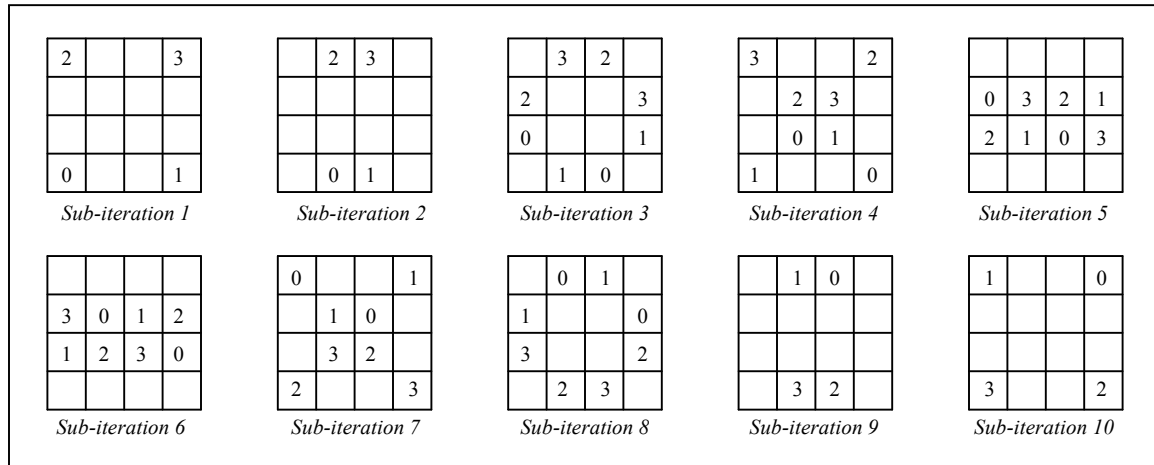 2 3
0 1
Sub-iteration 1
2 3
0 1
Sub-iteration 2
3 2
2 3
0 1
1 0
Sub-iteration 3
3 2
2 3
0 1
1 0
Sub-iteration 4
0 3 2 1
2 1 0 3
Sub-iteration 5
3 0 1 2
1 2 3 0
Sub-iteration 6
0 1
1 0
3 2
2 3
Sub-iteration 7
0 1
1 0
3 2
2 3
Sub-iteration 8
1 0
3 2
Sub-iteration 9
1 0
3 2
Sub-iteration 10